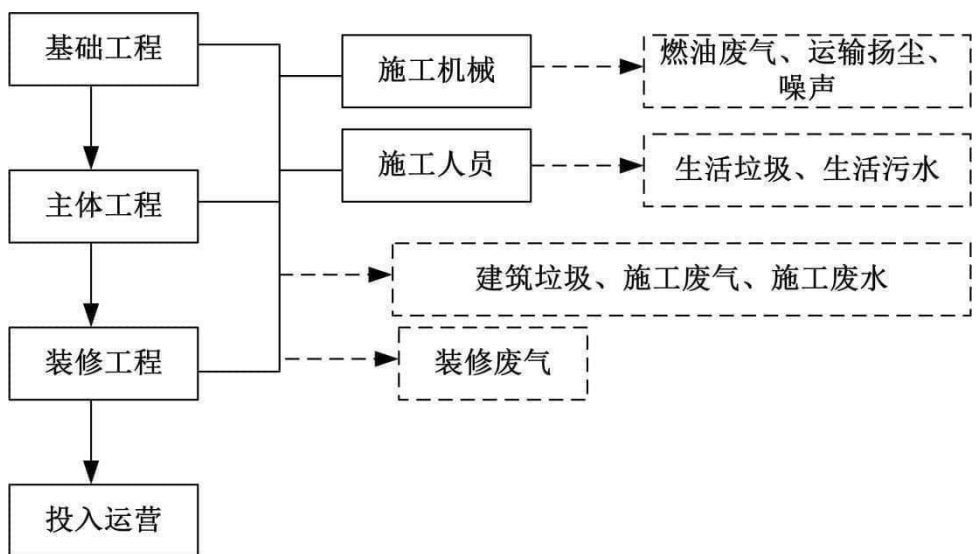 基础工程
施工机械
燃油废气、运输扬尘、
噪声
施工人员
生活垃圾、生活污水
主体工程
建筑垃圾、施工废气、施工废水
装修工程
装修废气
投入运营